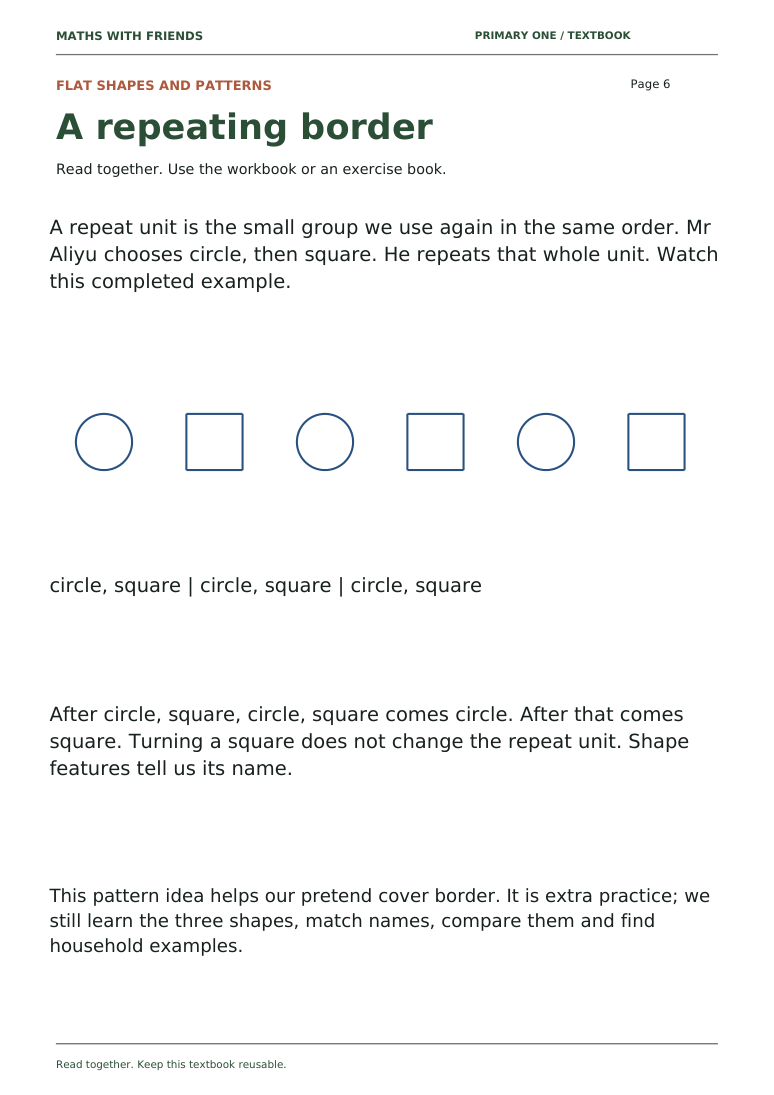 MATHS WITH FRIENDS
PRIMARY ONE / TEXTBOOK
FLAT SHAPES AND PATTERNS
Page 6
A repeating border
Read together. Use the workbook or an exercise book.
A repeat unit is the small group we use again in the same order. Mr
Aliyu chooses circle, then square. He repeats that whole unit. Watch
this completed example.
circle, square | circle, square | circle, square
After circle, square, circle, square comes circle. After that comes
square. Turning a square does not change the repeat unit. Shape
features tell us its name.
This pattern idea helps our pretend cover border. It is extra practice; we
still learn the three shapes, match names, compare them and find
household examples.
Read together. Keep this textbook reusable.